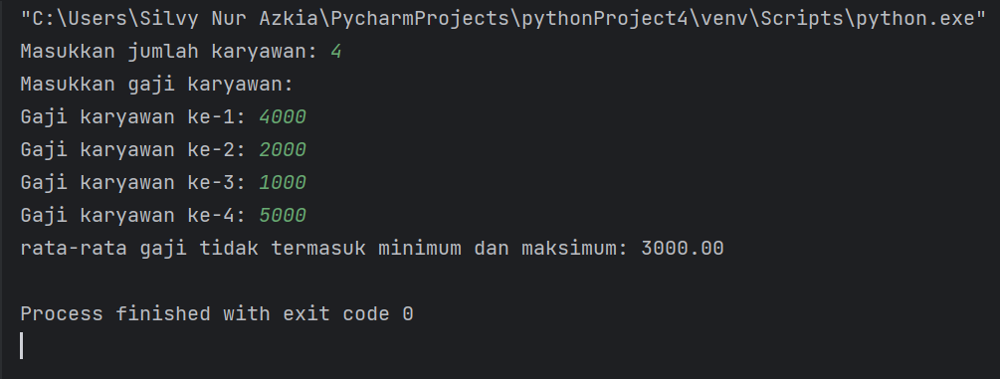 "C:\Users\Silvy Nur Azkia\PycharmProjects\pythonProject4\venv\Scripts\python.exe"
Masukkan jumlah karyawan: 4
Masukkan gaji karyawan:
Gaji karyawan ke-1: 4000
Gaji karyawan ke-2: 2000
Gaji karyawan ke-3: 1000
Gaji karyawan ke-4: 5000
rata-rata gaji tidak termasuk minimum dan maksimum: 3000.00
Process finished with exit code 0